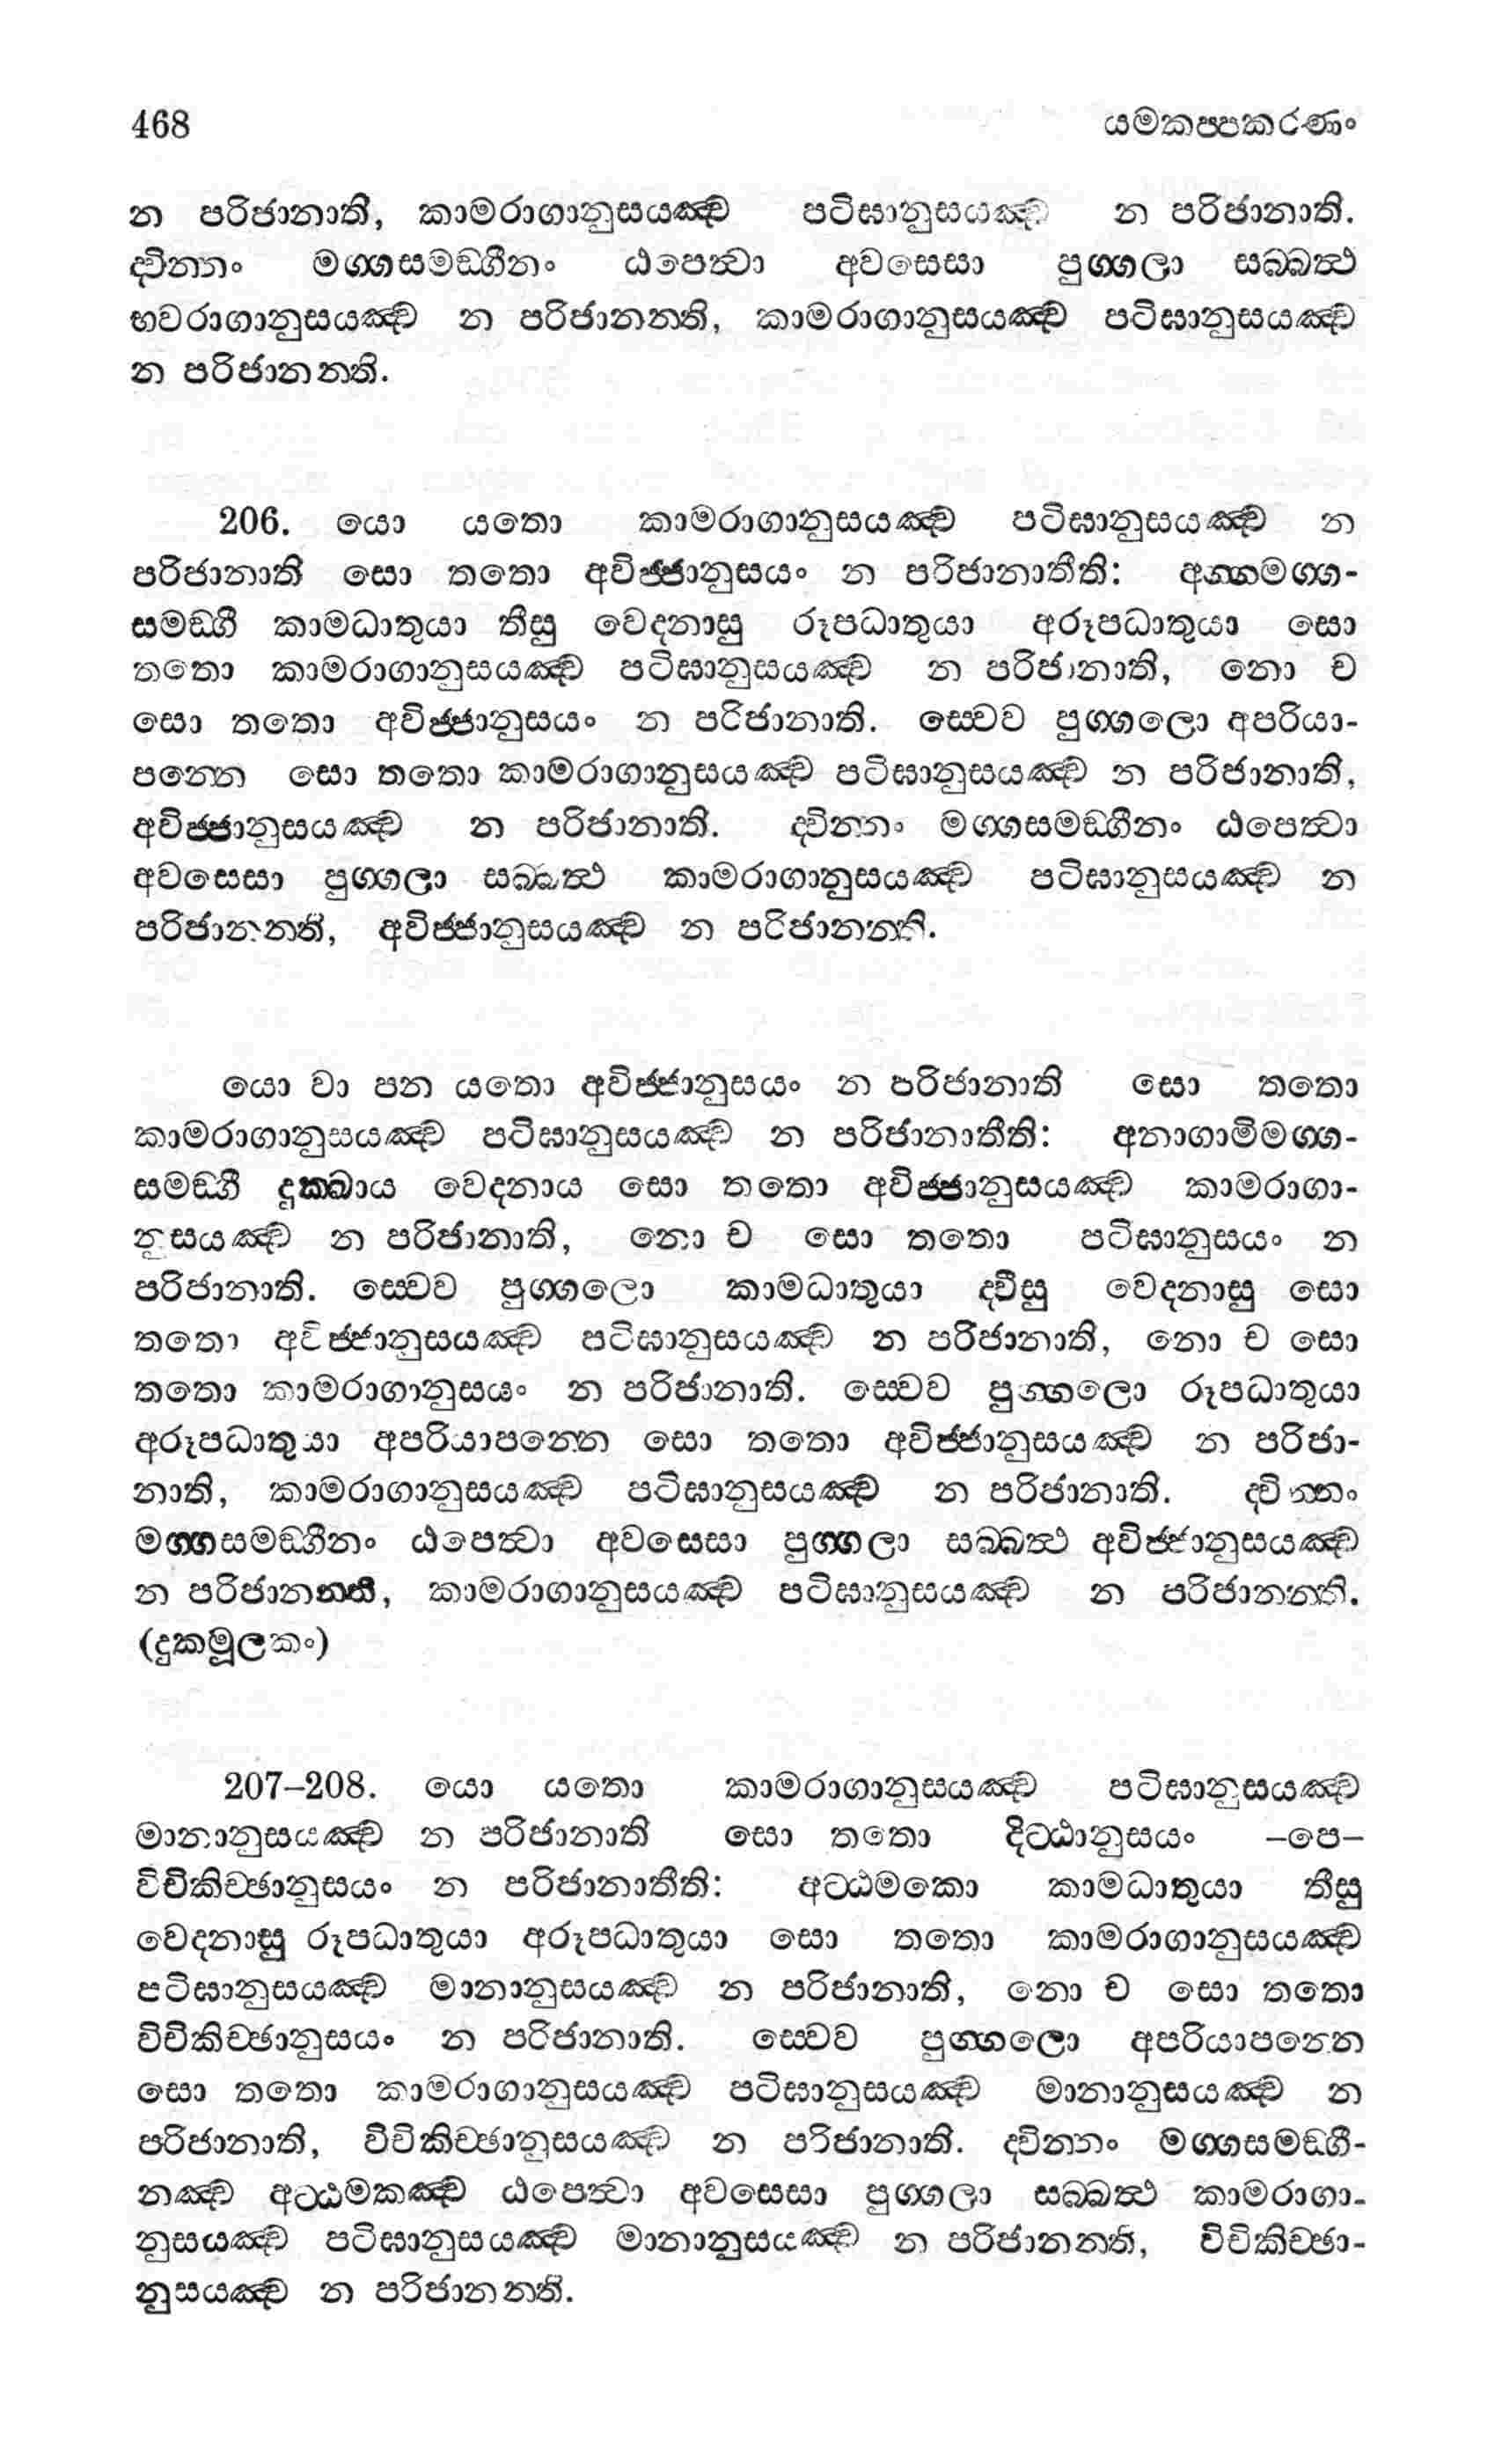 468 යමකප්පකරණං
න පරිජානාති, කාමරාගානුසයඤ්ච පටිඝානුසයඤ්ච න පරිජානාති.
ද්වින්නං මග්ගසමඞ්ගීනං ඨපෙත්වා අවසෙසා පුග්ගලා සබ්බත්ථ
භවරාගානුසයඤ්ච න පරිජානන්ති, කාමරාගානුසයඤ්ච පටිඝානුසයඤ්ච
න පරිජානන්ති.
206. යො යතො කාමරාගානුසයඤ්ච පටිඝානුසයඤ්ච න
පරිජානාති සො තතො අවිජ්ජානුසයං න පරිජානාතීති: අග්ගමග්ග-
සමඞ්ගී කාමධාතුයා තීසු වෙදනාසු රූපධාතුයා අරූපධාතුයා සො
තතො කාමරාගානුසයඤ්ච පටිඝානුසයඤ්ච න පරිජානාති, නො ච
සො තතො අවිජ්ජානුසයං න පරිජානාති. ස්වෙව පුග්ගලො අපරියා-
පන්නෙ සො තතො කාමරාගානුසයඤ්ච පටිඝානුසයඤ්ච න පරිජානාති,
අවිජ්ජානුසයඤ්ච න පරිජානාති. ද්වින්නං මග්ගසමඞ්ගීනං ඨපෙත්වා
අවසෙසා පුග්ගලා සබ්බත්ථ කාමරාගානුසයඤ්ච පටිඝානුසයඤ්ච න
පරිජානන්ති, අවිජ්ජානුසයඤ්ච න පරිජානන්ති.
යො වා පන යතො අවිජ්ජානුසයං න පරිජානාති සො තතො
කාමරාගානුසයඤ්ච පටිඝානුසයඤ්ච න පරිජානාතීති: අනාගාමිමග්ග-
සමඞ්ගී දුක්ඛාය වෙදනාය සො තතො අවිජ්ජානුසයඤ්ච කාමරාගා-
නුසයඤ්ච න පරිජානාති, නො ච සො තතො පටිඝානුසයං න
පරිජානාති. ස්වෙව පුග්ගලො කාමධාතුයා ද්වීසු වෙදනාසු සො
තතො අවිජ්ජානුසයඤ්ච පටිඝානුසයඤ්ච න පරිජානාති, නො ච සො
තතො කාමරාගානුසයං න පරිජානාති. ස්වෙව පුග්ගලො රූපධාතුයා
අරූපධාතුයා අපරියාපන්නෙ සො තතො අවිජ්ජානුසයඤ්ච න පරිජා-
නාති, කාමරාගානුසයඤ්ච පටිඝානුසයඤ්ච න පරිජානාති. ද්වින්නං
මග්ගසමඞ්ගීනං ඨපෙත්වා අවසෙසා පුග්ගලා සබ්බත්ථ අවිජ්ජානුසයඤ්ච
න පරිජානන්ති, කාමරාගානුසයඤ්ච පටිඝානුසයඤ්ච න පරිජානන්ති.
(දුකමූලකං)
207–208. යො යතො කාමරාගානුසයඤ්ච පටිඝානුසයඤ්ච
මානානුසයඤ්ච න පරිජානාති සො තතො දිට්ඨානුසයං –පෙ–
විචිකිච්ඡානුසයං න පරිජානාතීති: අට්ඨමකො කාමධාතුයා තීසු
වෙදනාසු රූපධාතුයා අරූපධාතුයා සො තතො කාමරාගානුසයඤ්ච
පටිඝානුසයඤ්ච මානානුසයඤ්ච න පරිජානාති, නො ච සො තතො
විචිකිච්ඡානුසයං න පරිජානාති. ස්වෙව පුග්ගලො අපරියාපන්නෙ
සො තතො කාමරාගානුසයඤ්ච පටිඝානුසයඤ්ච මානානුසයඤ්ච න
පරිජානාති, විචිකිච්ඡානුසයඤ්ච න පරිජානාති. ද්වින්නං මග්ගසමඞ්ගී-
නඤ්ච අට්ඨමකඤ්ච ඨපෙත්වා අවසෙසා පුග්ගලා සබ්බත්ථ කාමරාගා-
නුසයඤ්ච පටිඝානුසයඤ්ච මානානුසයඤ්ච න පරිජානන්ති, විචිකිච්ඡා-
නුසයඤ්ච න පරිජානන්ති.